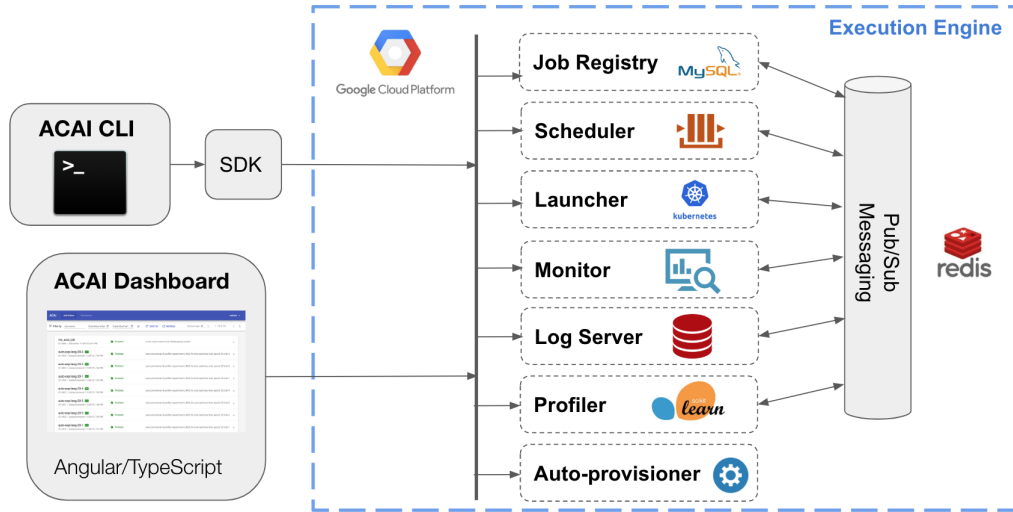 Execution Engine
Google Cloud Platform
ACAI CLI
>_
SDK
ACAI Dashboard
Angular/TypeScript
Job Registry
MySQL
Scheduler
Launcher
kubernetes
Monitor
Log Server
Profiler
scikit
learn
Auto-provisioner
Pub/Sub
Messaging
redis